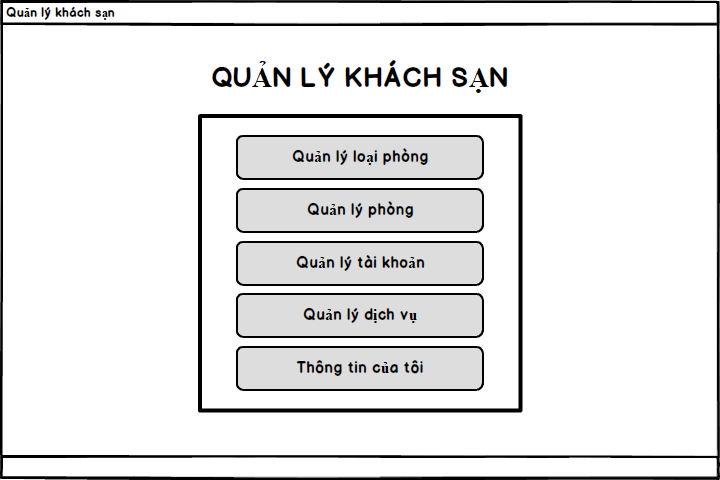 Quản lý khách sạn
QUẢN LÝ KHÁCH SẠN
Quản lý loại phòng
Quản lý phòng
Quản lý tài khoản
Quản lý dịch vụ
Thông tin của tôi